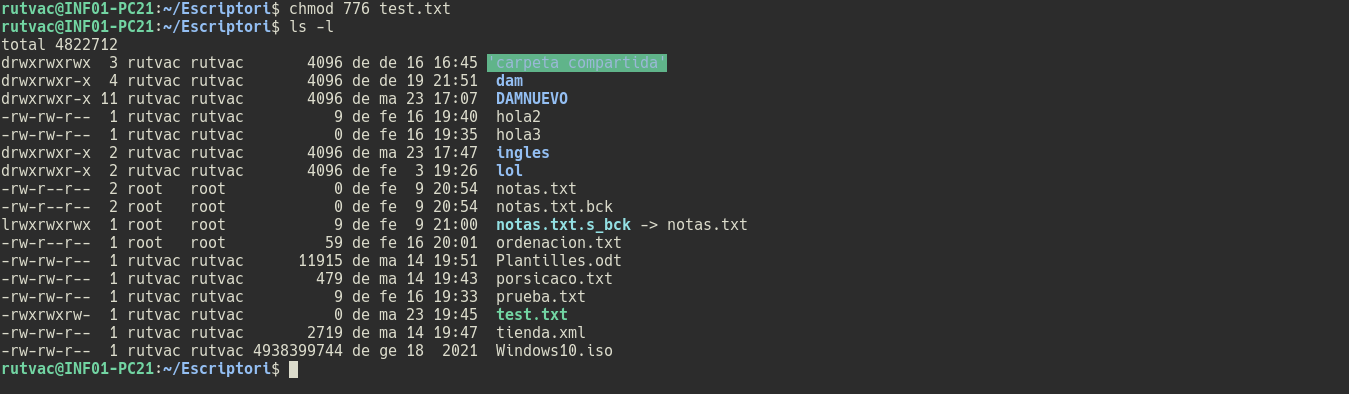 rutvac@INF01-PC21:~/Escriptori$ chmod 776 test.txt
rutvac@INF01-PC21:~/Escriptori$ ls -l
total 4822712
drwxrwxrwx  3 rutvac rutvac       4096 de de 16 16:45 'carpeta compartida'
drwxrwxr-x  4 rutvac rutvac       4096 de de 19 21:51  dam
drwxrwxr-x 11 rutvac rutvac       4096 de ma 23 17:07  DAMNUEVO
-rw-rw-r--  1 rutvac rutvac          9 de fe 16 19:40  hola2
-rw-rw-r--  1 rutvac rutvac          0 de fe 16 19:35  hola3
drwxrwxr-x  2 rutvac rutvac       4096 de ma 23 17:47  ingles
drwxrwxr-x  2 rutvac rutvac       4096 de fe  3 19:26  lol
-rw-r--r--  2 root   root            0 de fe  9 20:54  notas.txt
-rw-r--r--  2 root   root            0 de fe  9 20:54  notas.txt.bck
lrwxrwxrwx  1 root   root            9 de fe  9 21:00  notas.txt.s_bck -> notas.txt
-rw-r--r--  1 root   root           59 de fe 16 20:01  ordenacion.txt
-rw-rw-r--  1 rutvac rutvac      11915 de ma 14 19:51  Plantilles.odt
-rw-rw-r--  1 rutvac rutvac        479 de ma 14 19:43  porsicaco.txt
-rw-rw-r--  1 rutvac rutvac          9 de fe 16 19:33  prueba.txt
-rwxrwxrw-  1 rutvac rutvac          0 de ma 23 19:45  test.txt
-rw-rw-r--  1 rutvac rutvac       2719 de ma 14 19:47  tienda.xml
-rw-rw-r--  1 rutvac rutvac 4938399744 de ge 18  2021  Windows10.iso
rutvac@INF01-PC21:~/Escriptori$